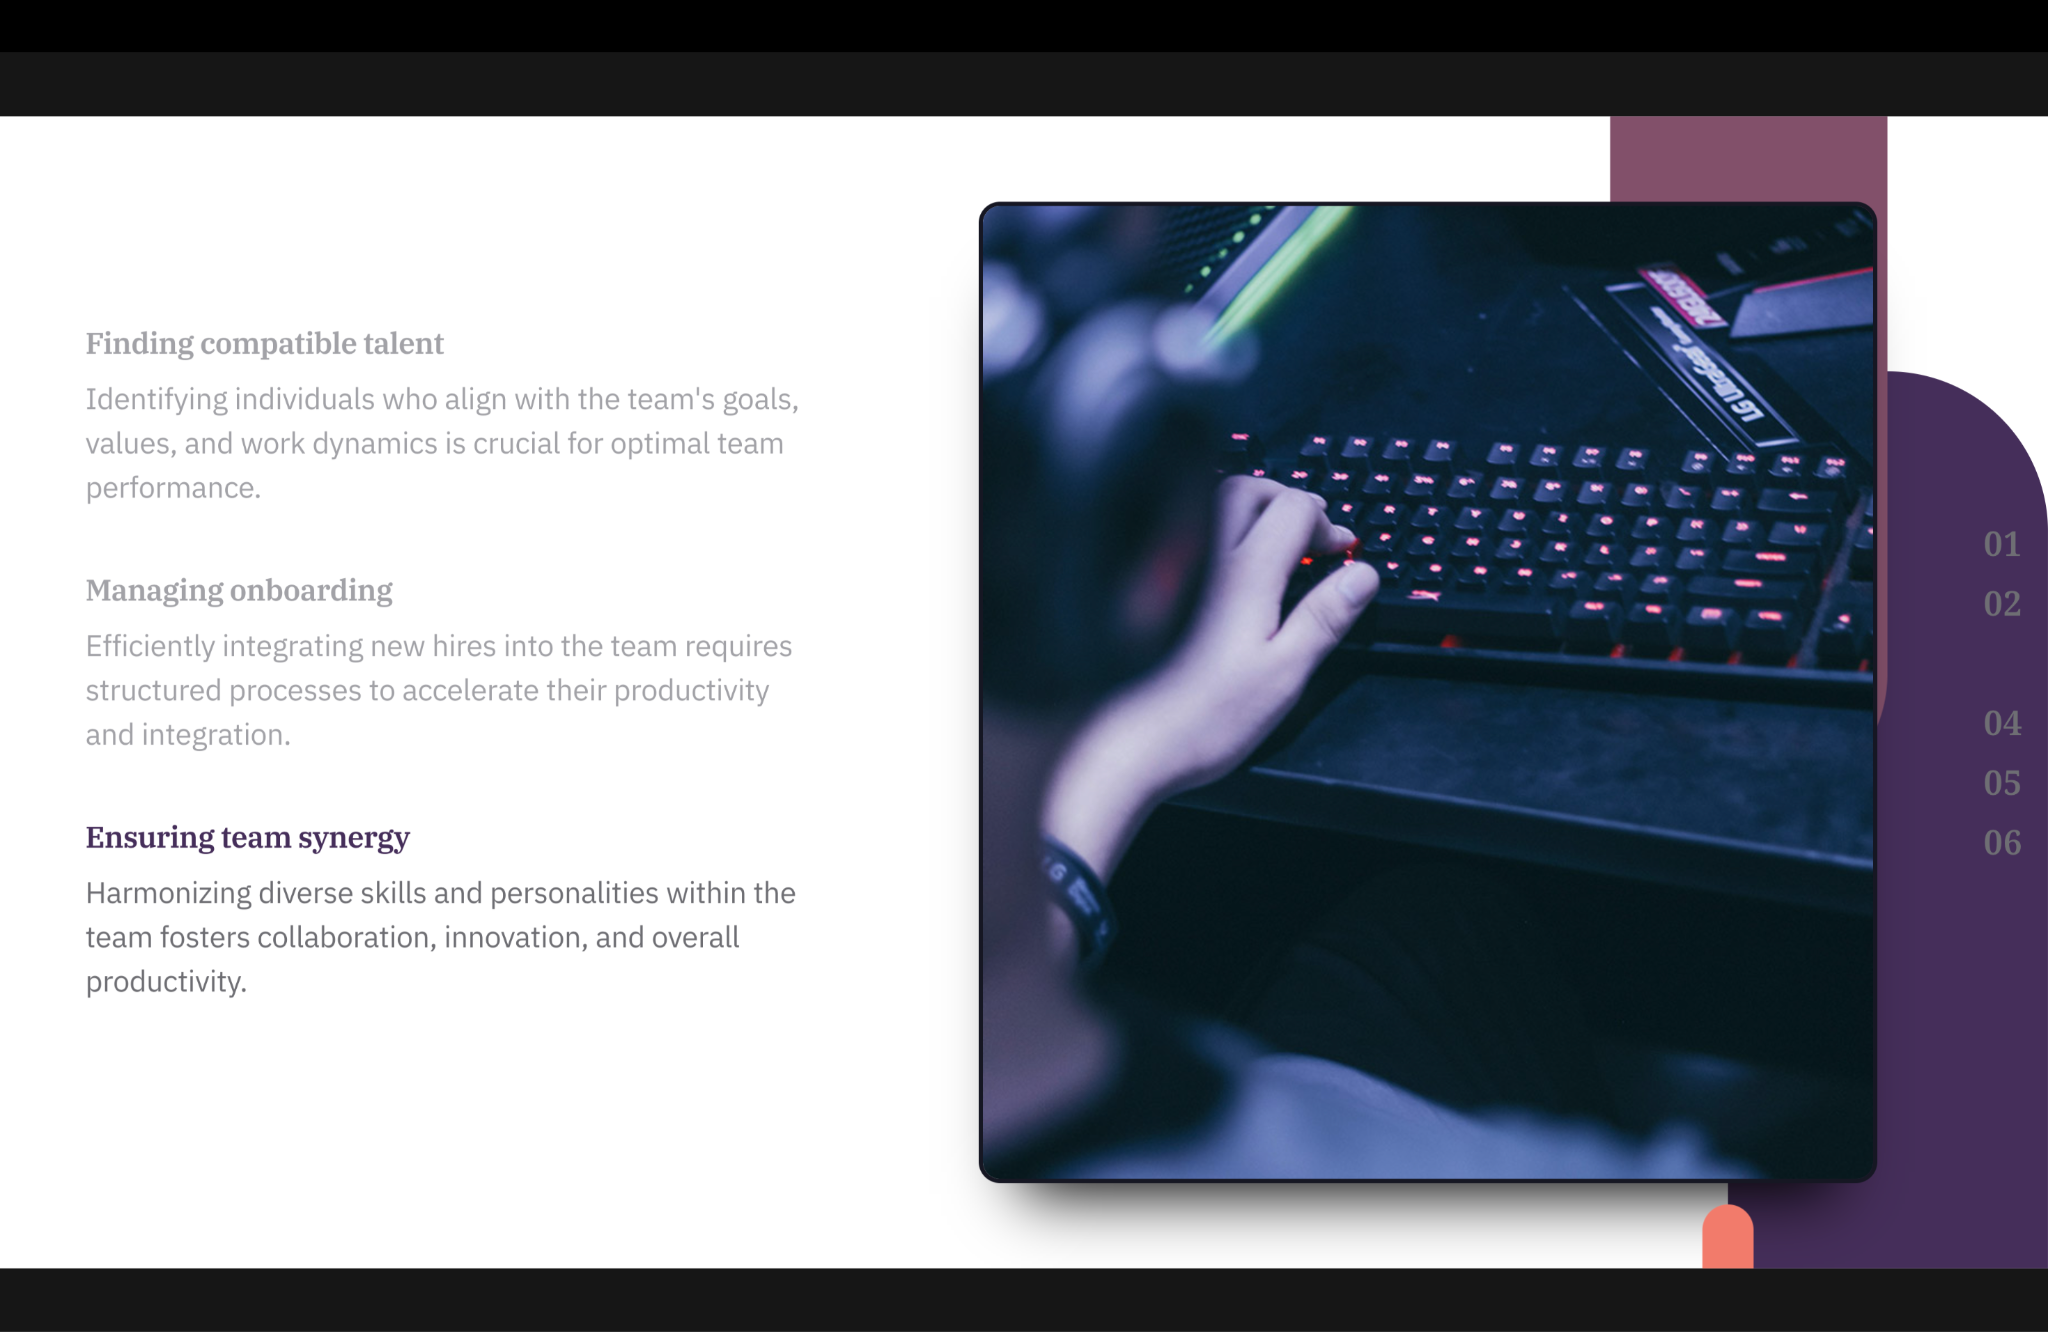 Finding compatible talent
Identifying individuals who align with the team's goals,
values, and work dynamics is crucial for optimal team
performance.
Managing onboarding
Efficiently integrating new hires into the team requires
structured processes to accelerate their productivity
and integration.
Ensuring team synergy
Harmonizing diverse skills and personalities within the
team fosters collaboration, innovation, and overall
productivity.
LG UltraGear
01
02
04
05
06